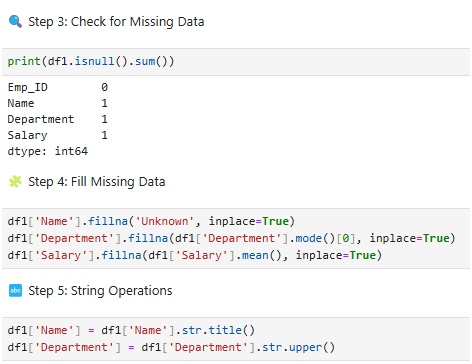 🔍 Step 3: Check for Missing Data
print(df1.isnull().sum())
Emp_ID        0
Name          1
Department    1
Salary        1
dtype: int64
🧩 Step 4: Fill Missing Data
df1['Name'].fillna('Unknown', inplace=True)
df1['Department'].fillna(df1['Department'].mode()[0], inplace=True)
df1['Salary'].fillna(df1['Salary'].mean(), inplace=True)
🔤 Step 5: String Operations
df1['Name'] = df1['Name'].str.title()
df1['Department'] = df1['Department'].str.upper()